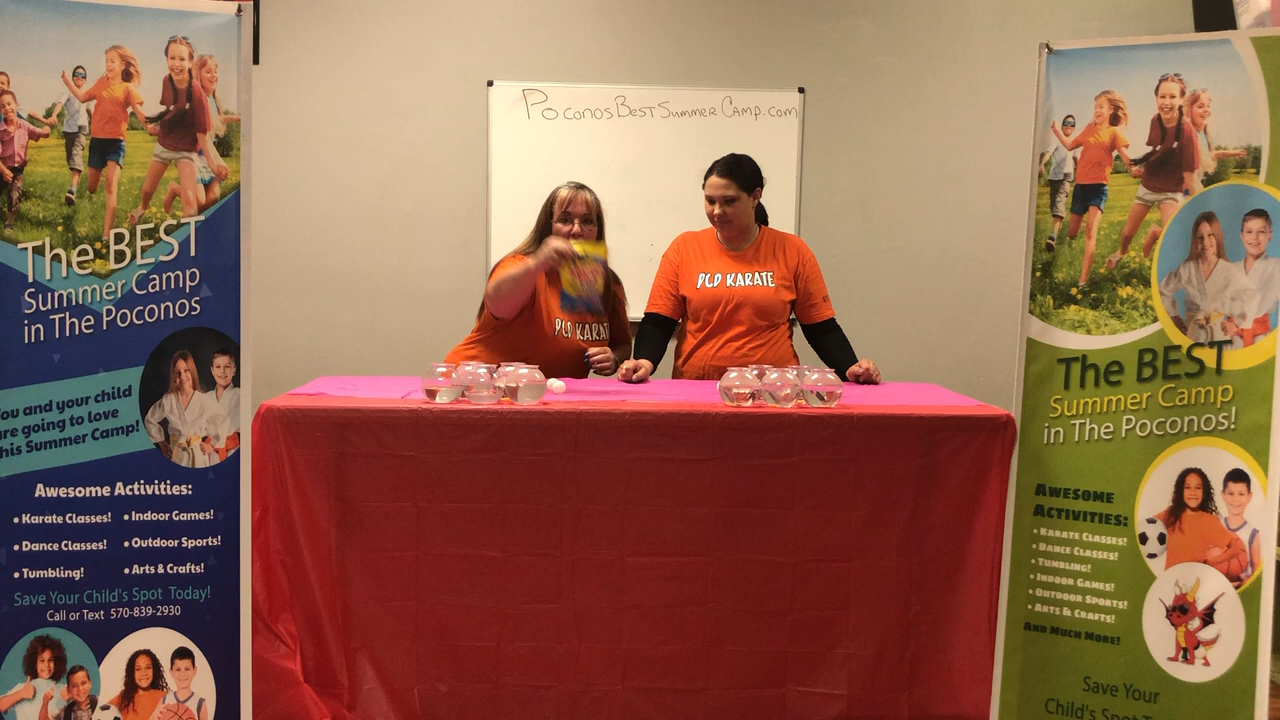 PoconosBestSummerCamp.com
The BEST
Summer Camp
in The Poconos
You and your child
are going to love
this Summer Camp!
Awesome Activities:
• Karate Classes! • Indoor Games!
• Dance Classes! • Outdoor Sports!
• Tumbling! • Arts & Crafts!
Save Your Child's Spot Today!
Call or Text 570-839-2930
PCD KARATE
PCD KARATE
The BEST
Summer Camp
in The Poconos!
AWESOME
ACTIVITIES:
• KARATE CLASSES!
• DANCE CLASSES!
• TUMBLING!
• INDOOR GAMES!
• OUTDOOR SPORTS!
• ARTS & CRAFTS!
AND MUCH MORE!
Save Your
Child's Spot